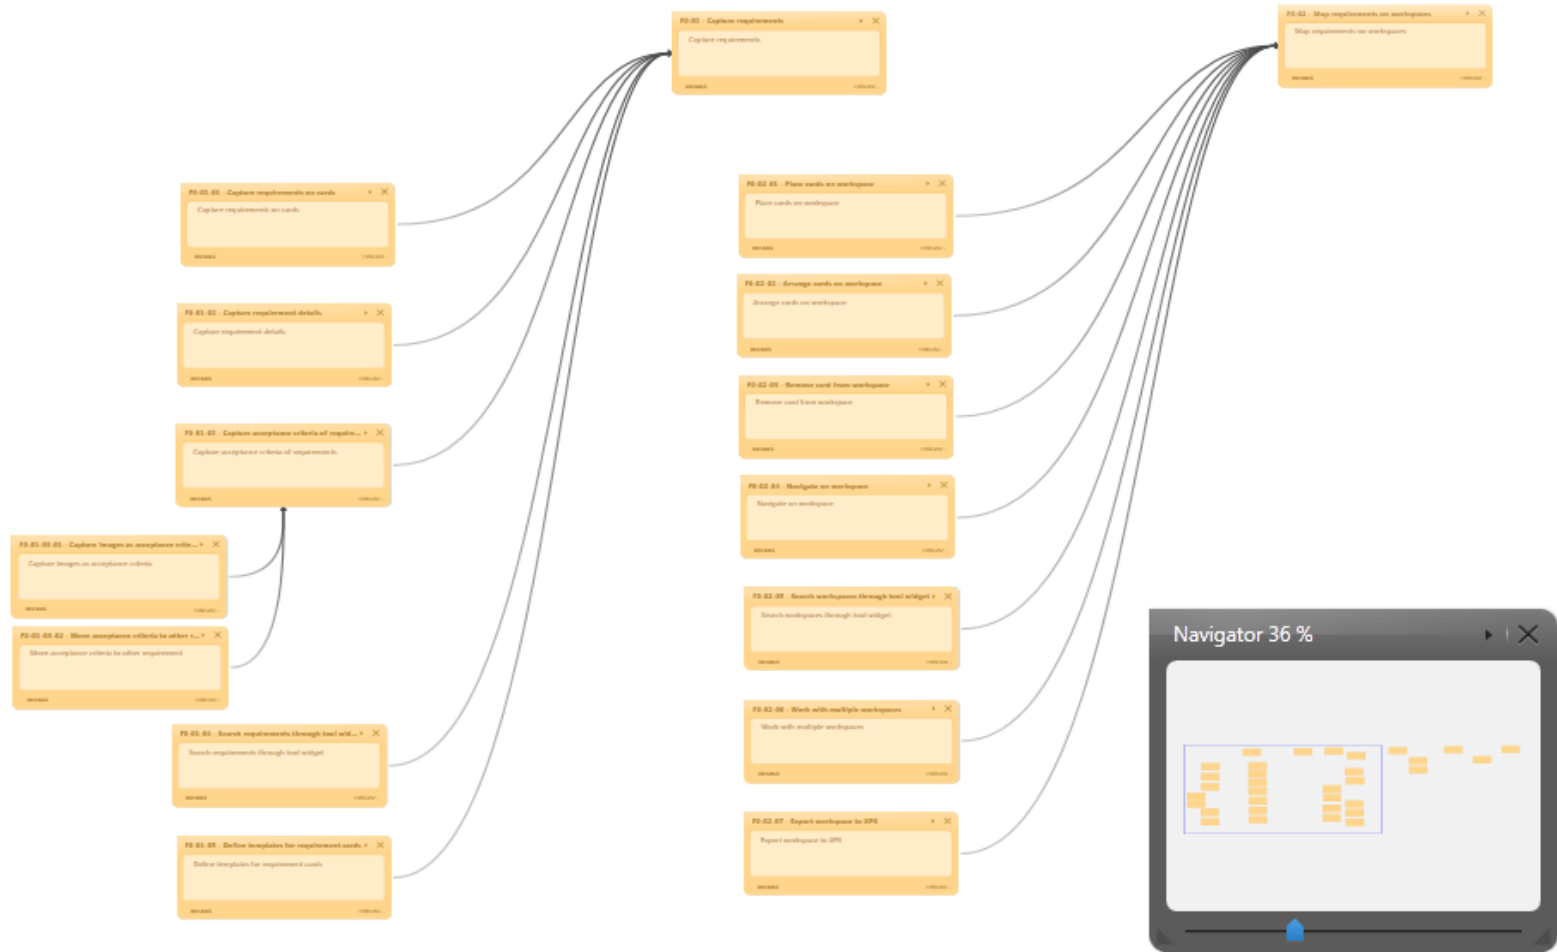 F0-01 - Capture requirements
Capture requirements
F0-02 - Map requirements on workspaces
Map requirements on workspaces
F0-01-01 - Capture requirements on cards
Capture requirements on cards
F0-01-02 - Capture requirement details
Capture requirement details
F0-01-03 - Capture acceptance criteria of require...
Capture acceptance criteria of requirements
F0-01-03-01 - Capture images as acceptance crite...
Capture images as acceptance criteria
F0-01-03-02 - Move acceptance criteria to other r...
Move acceptance criteria to other requirement
F0-01-04 - Search requirements through tool wid...
Search requirements through tool widget
F0-01-05 - Define templates for requirement cards
Define templates for requirement cards
F0-02-01 - Place cards on workspace
Place cards on workspace
F0-02-02 - Arrange cards on workspace
Arrange cards on workspace
F0-02-03 - Remove card from workspace
Remove card from workspace
F0-02-04 - Navigate on workspace
Navigate on workspace
F0-02-05 - Search workspaces through tool widget
Search workspaces through tool widget
F0-02-06 - Work with multiple workspaces
Work with multiple workspaces
F0-02-07 - Export workspace to XPS
Export workspace to XPS
Navigator 36 %